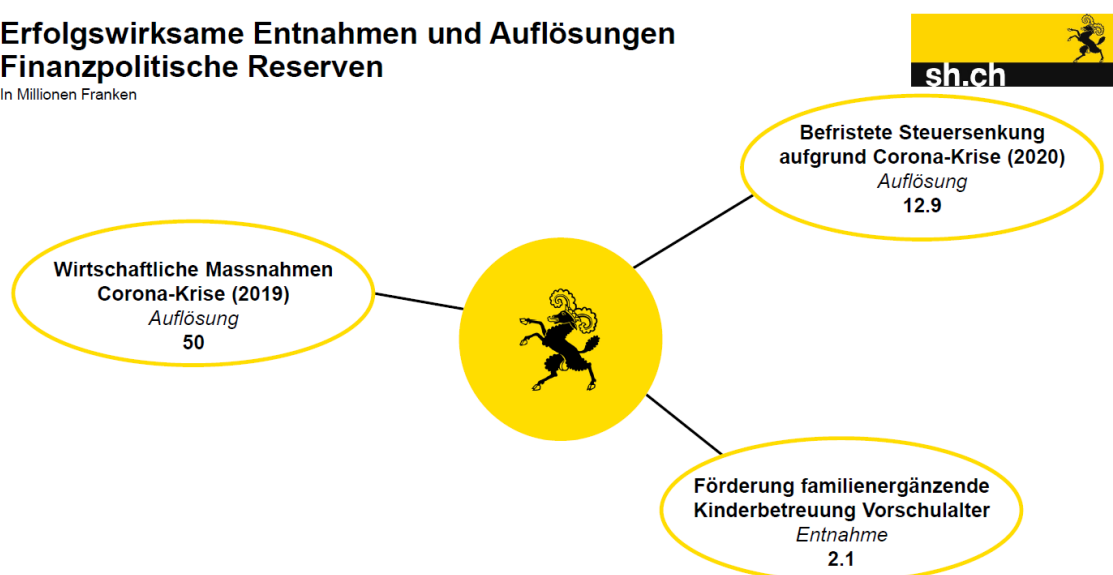 Erfolgswirksame Entnahmen und Auflösungen
Finanzpolitische Reserven
In Millionen Franken
sh.ch
Befristete Steuersenkung
aufgrund Corona-Krise (2020)
Auflösung
12.9
Wirtschaftliche Massnahmen
Corona-Krise (2019)
Auflösung
50
Förderung familienergänzende
Kinderbetreuung Vorschulalter
Entnahme
2.1